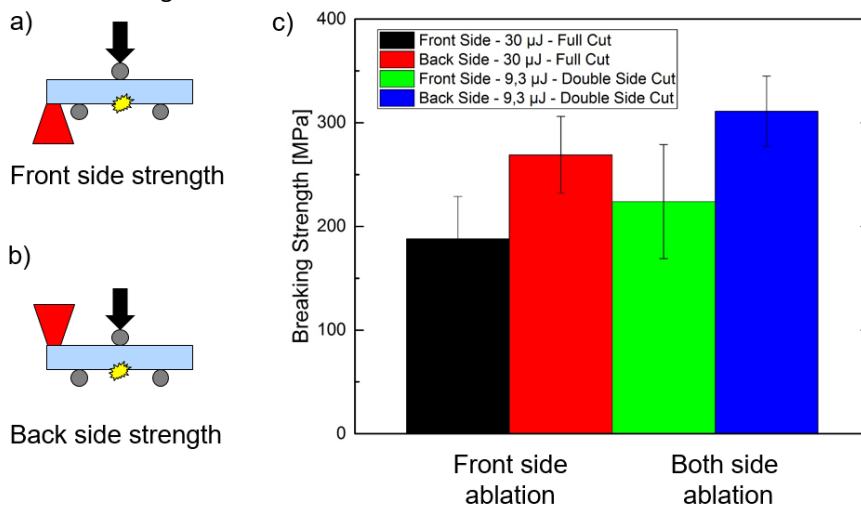 a)
Front side strength
b)
Back side strength
c)
Front Side - 30 µJ - Full Cut
Back Side - 30 µJ - Full Cut
Front Side - 9,3 µJ - Double Side Cut
Back Side - 9,3 µJ - Double Side Cut
Breaking Strength [MPa]
400
300
200
100
0
Front side
ablation
Both side
ablation